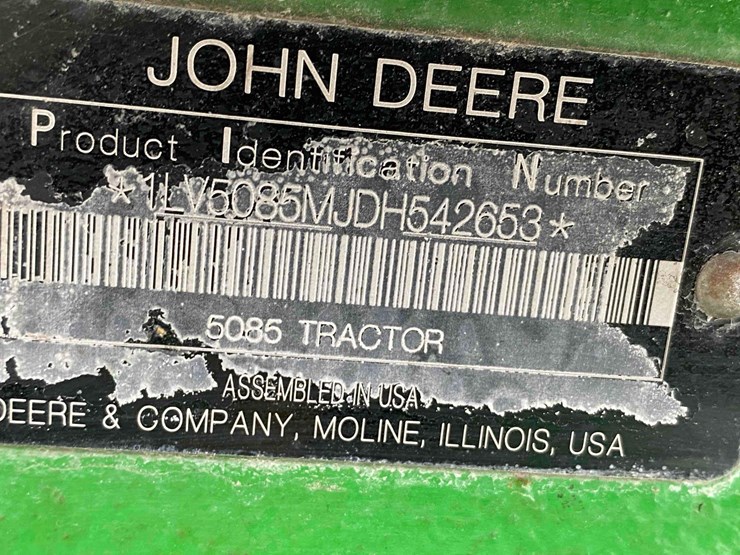 JOHN DEERE
Product Identification Number
*1LV5085MJDH542653*
5085 TRACTOR
ASSEMBLED IN USA
DEERE & COMPANY, MOLINE, ILLINOIS, USA